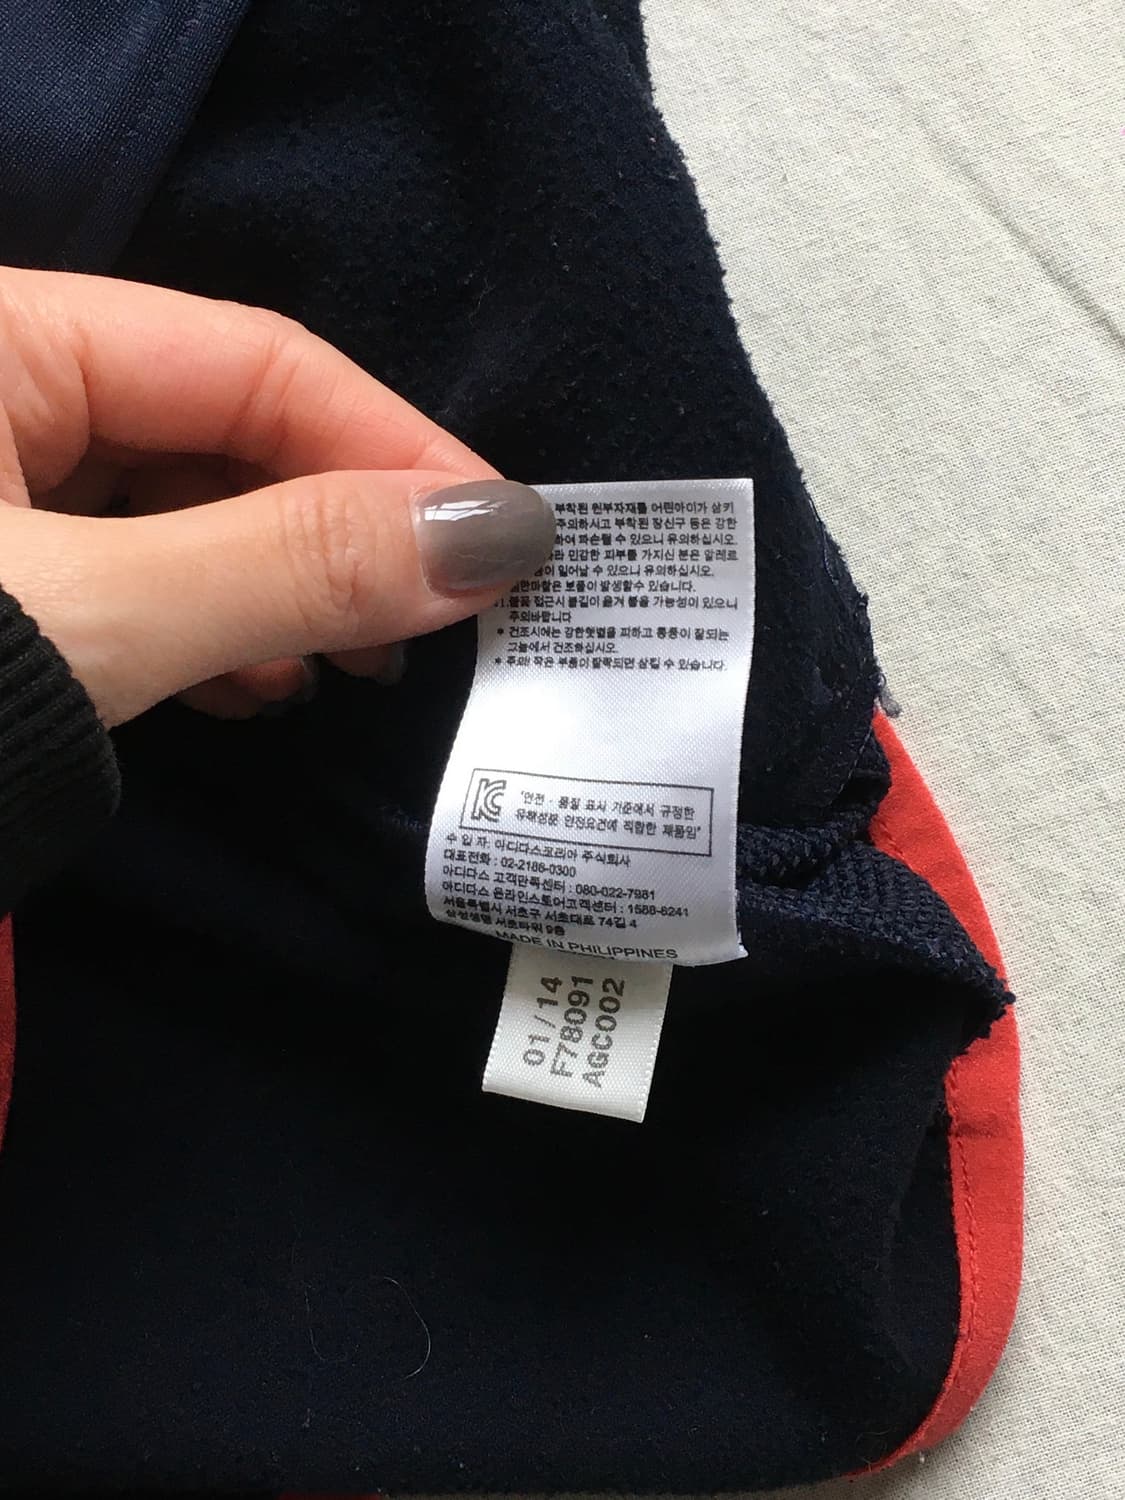 부착된 원부자재를 어린아이가 삼키
주의하시고 부착된 장신구 등은 강한
하여 파손될 수 있으니 유의하십시오.
라 민감한 피부를 가지신 분은 알레르
이 일어날 수 있으니 유의하십시오.
마찰은 보풀이 발생할수 있습니다.
접근시 불길이 옮겨 붙을 가능성이 있으니
주의바랍니다
* 건조시에는 강한햇볕을 피하고 통풍이 잘되는
그늘에서 건조하십시오.
* 주의! 작은 부품이 탈착되면 삼킬 수 있습니다.
KC
"안전 · 품질 표시 기준에서 규정한
유해성분 안전요건에 적합한 제품임"
수 입 자: 아디다스코리아 주식회사
대표전화 : 02-2186-0300
아디다스 고객만족센터 : 080-022-7981
아디다스 온라인스토어고객센터 : 1588-8241
서울특별시 서초구 서초대로 74길 4
삼성생명 서초타워 9층
MADE IN PHILIPPINES
01/14
F78091
AGC002